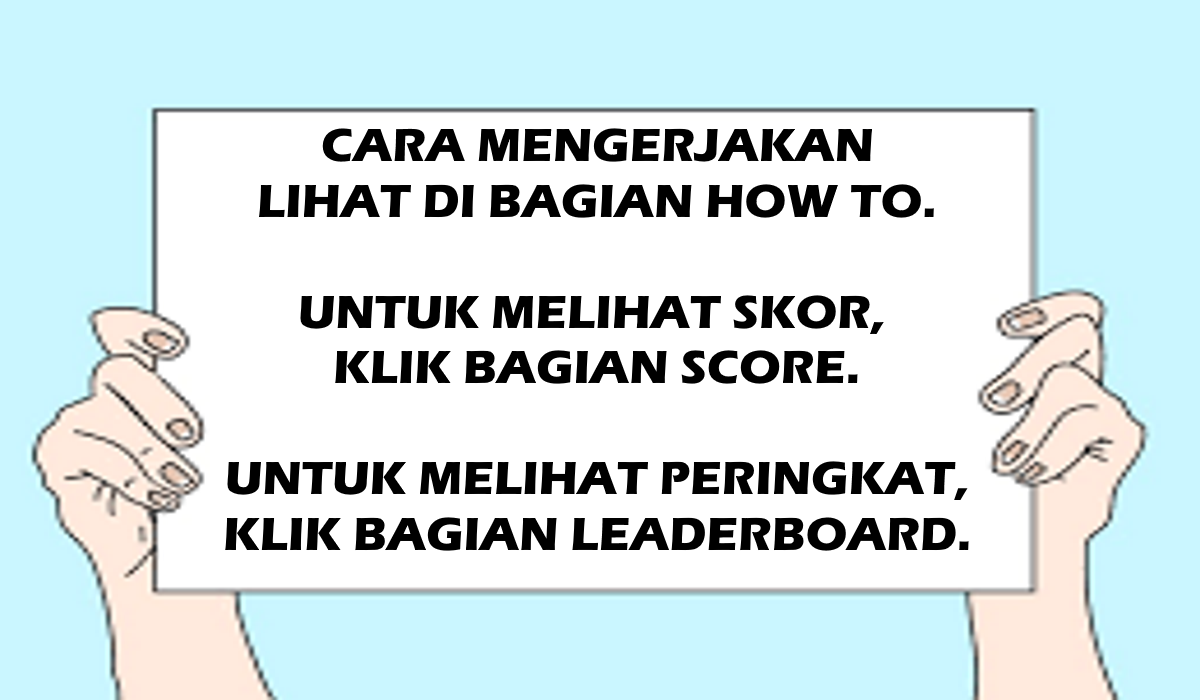 CARA MENGERJAKAN
LIHAT DI BAGIAN HOW TO.
UNTUK MELIHAT SKOR,
KLIK BAGIAN SCORE.
UNTUK MELIHAT PERINGKAT,
KLIK BAGIAN LEADERBOARD.